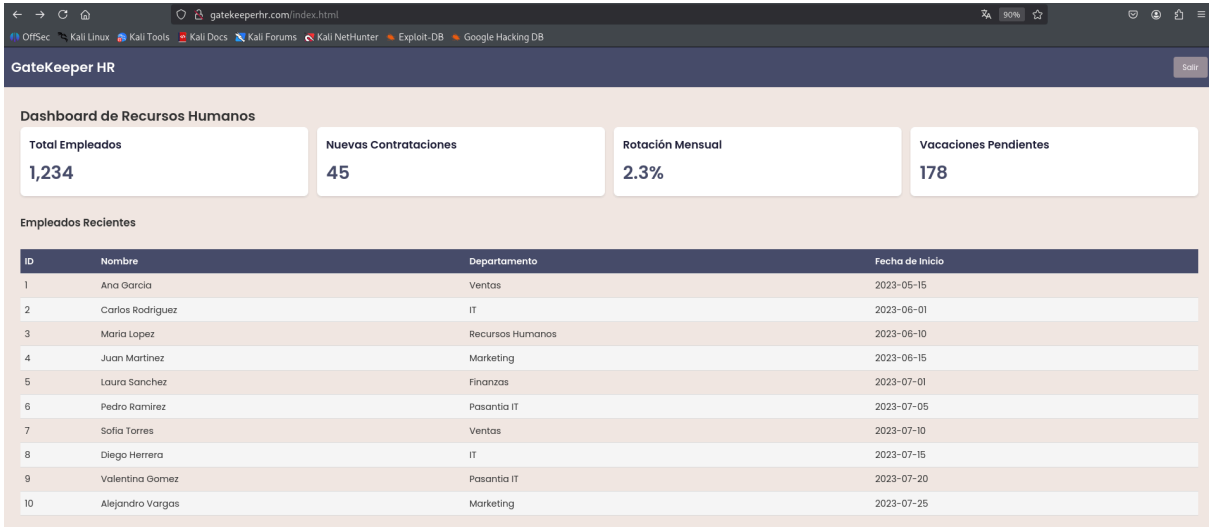 gatekeeperhr.com/index.html 90%
OffSec Kali Linux Kali Tools Kali Docs Kali Forums Kali NetHunter Exploit-DB Google Hacking DB
GateKeeper HR Salir
Dashboard de Recursos Humanos
Total Empleados Nuevas Contrataciones Rotación Mensual Vacaciones Pendientes
1,234 45 2.3% 178
Empleados Recientes
ID Nombre Departamento Fecha de Inicio
1 Ana Garcia Ventas 2023-05-15
2 Carlos Rodriguez IT 2023-06-01
3 Maria Lopez Recursos Humanos 2023-06-10
4 Juan Martinez Marketing 2023-06-15
5 Laura Sanchez Finanzas 2023-07-01
6 Pedro Ramirez Pasantia IT 2023-07-05
7 Sofia Torres Ventas 2023-07-10
8 Diego Herrera IT 2023-07-15
9 Valentina Gomez Pasantia IT 2023-07-20
10 Alejandro Vargas Marketing 2023-07-25